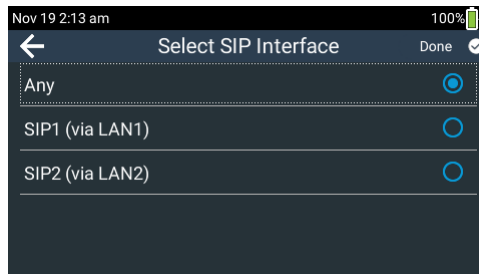 Nov 19 2:13 am 100%
Select SIP Interface Done
Any
SIP1 (via LAN1)
SIP2 (via LAN2)